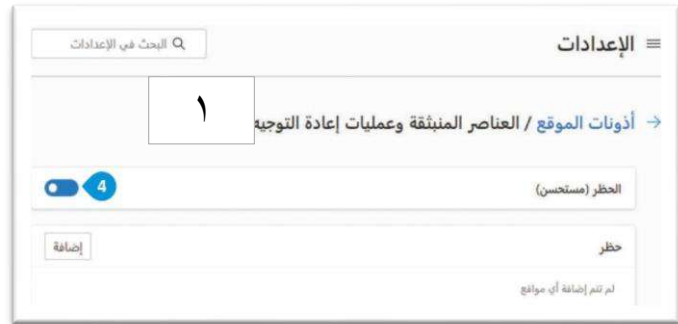 الإعدادات
البحث في الإعدادات
١
أذونات الموقع / العناصر المنبثقة وعمليات إعادة التوجيه
الحظر (مستحسن)
4
حظر
إضافة
لم تتم إضافة أي مواقع